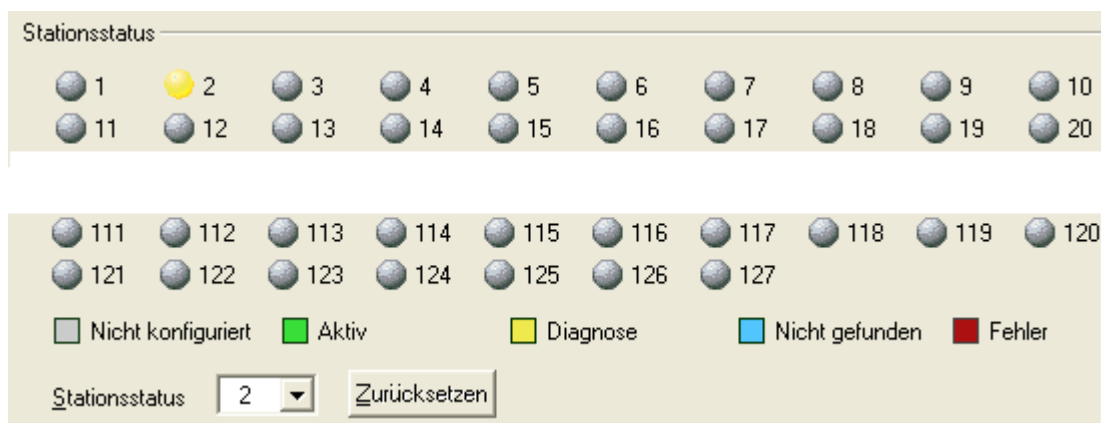 Stationsstatus
1 2 3 4 5 6 7 8 9 10
11 12 13 14 15 16 17 18 19 20
111 112 113 114 115 116 117 118 119 120
121 122 123 124 125 126 127
Nicht konfiguriert Aktiv Diagnose Nicht gefunden Fehler
Stationsstatus 2 Zurücksetzen